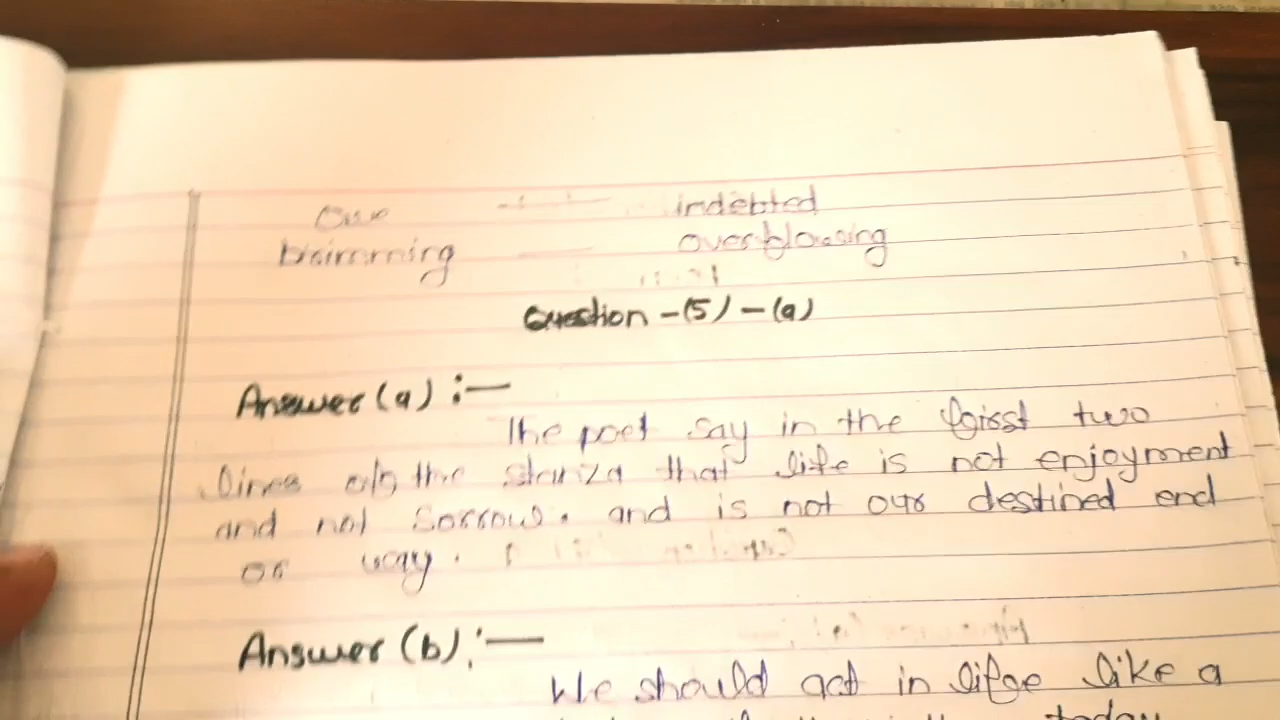 Owe - indebted
brimming overflowing
Question - (5) - (a)
Answer (a) :-
The poet say in the first two
lines of the stanza that life is not enjoyment
and not sorrow. and is not our destined end
or way.
Answer (b) :-
We should act in life like a
today